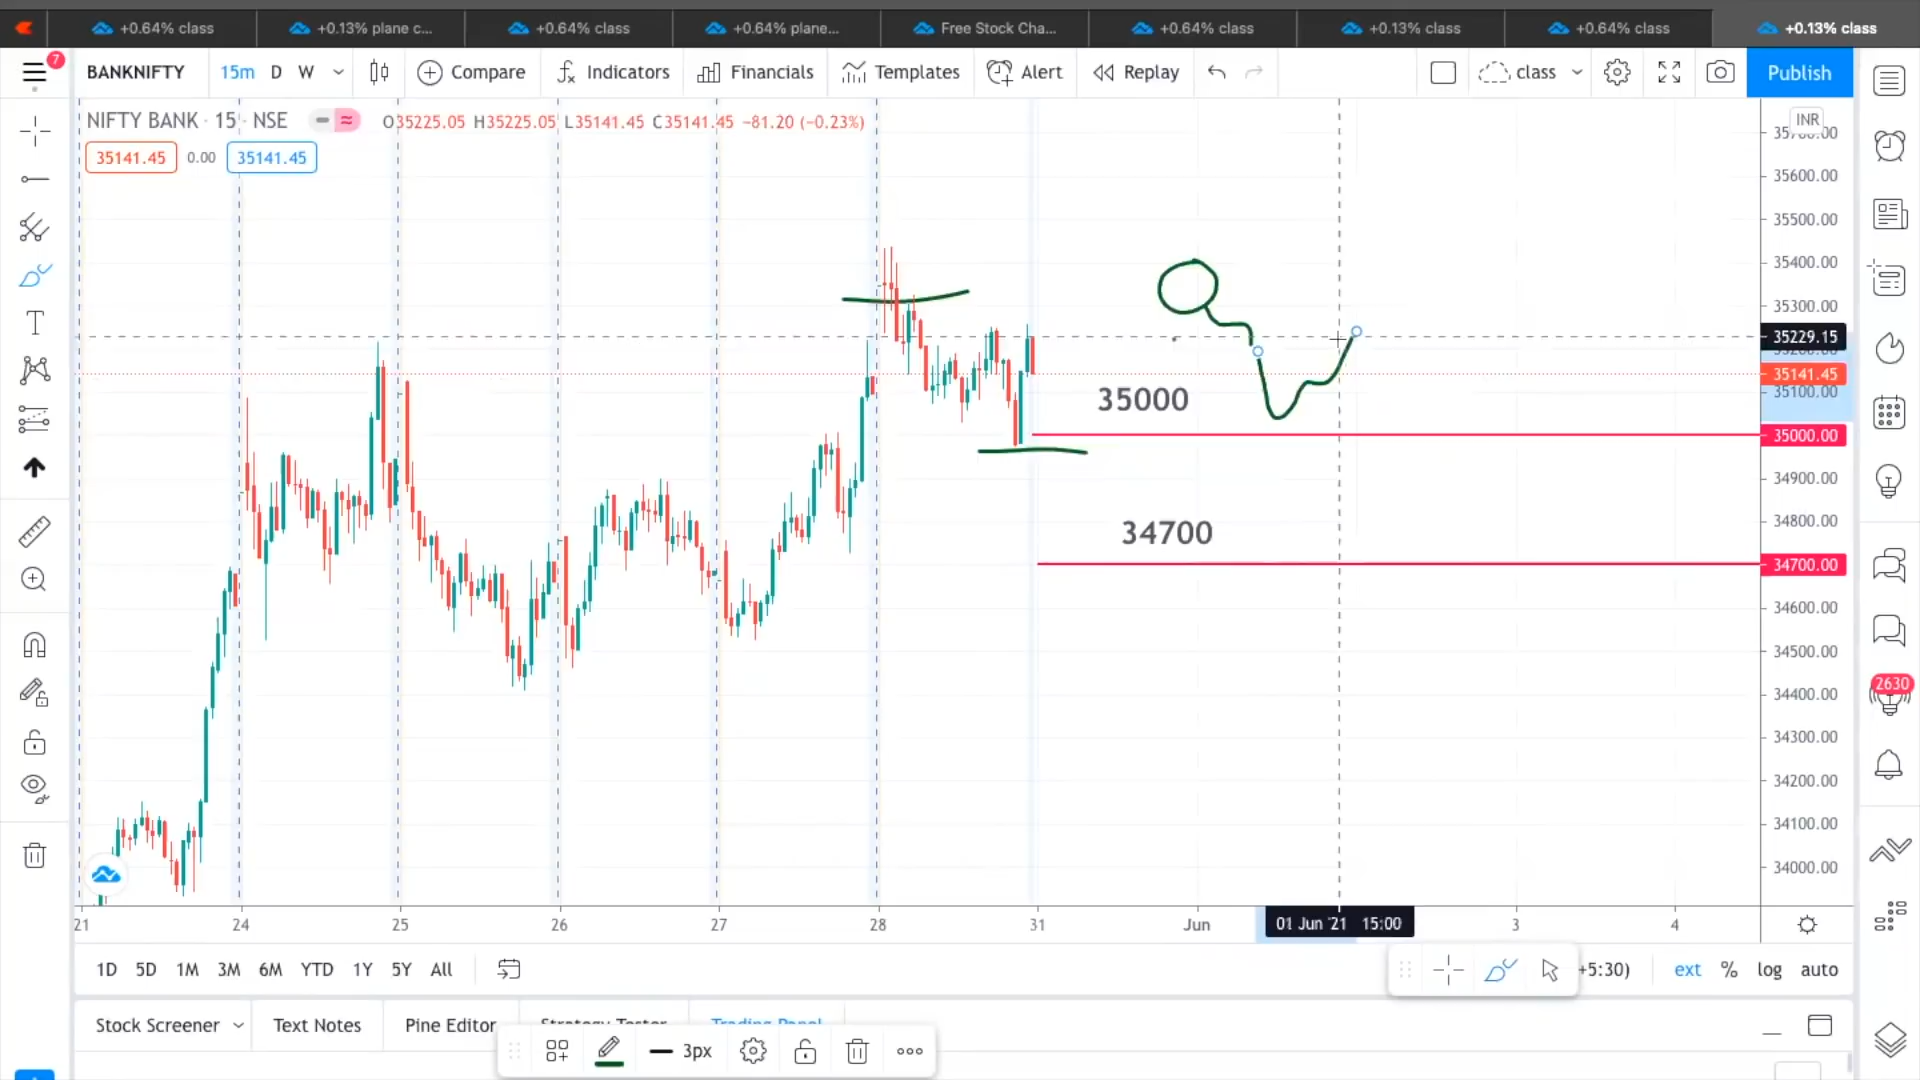 +0.64% class +0.13% plane c... +0.64% class +0.64% plane... Free Stock Cha... +0.64% class +0.13% class +0.64% class +0.13% class
7
BANKNIFTY 15m D W Compare Indicators Financials Templates Alert Replay class Publish
NIFTY BANK · 15 · NSE O35225.05 H35225.05 L35141.45 C35141.45 −81.20 (−0.23%)
INR
35141.45 0.00 35141.45
35600.00
35500.00
35400.00
35300.00
35229.15
35141.45
35100.00
35000
35000.00
34900.00
34800.00
34700
34700.00
34600.00
34500.00
34400.00
2630
34300.00
34200.00
34100.00
34000.00
21 24 25 26 27 28 31 Jun 01 Jun '21 15:00 3 4
1D 5D 1M 3M 6M YTD 1Y 5Y All +5:30) ext % log auto
Stock Screener Text Notes Pine Editor Strategy Tester Trading Panel
3px